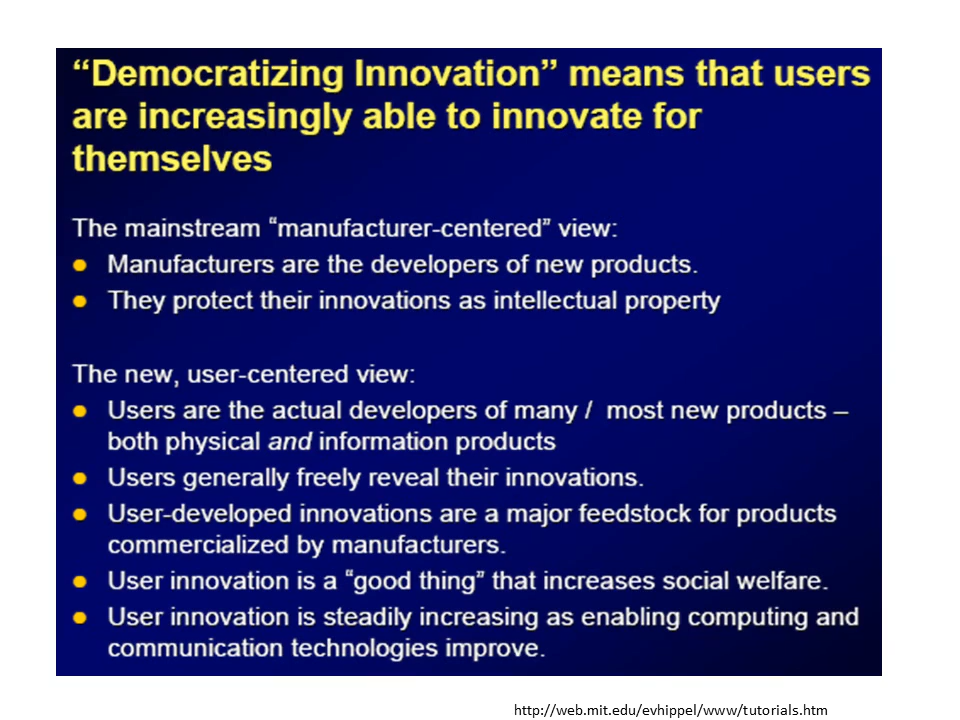 “Democratizing Innovation” means that users
are increasingly able to innovate for
themselves
The mainstream “manufacturer-centered” view:
● Manufacturers are the developers of new products.
● They protect their innovations as intellectual property
The new, user-centered view:
● Users are the actual developers of many / most new products –
both physical and information products
● Users generally freely reveal their innovations.
● User-developed innovations are a major feedstock for products
commercialized by manufacturers.
● User innovation is a “good thing” that increases social welfare.
● User innovation is steadily increasing as enabling computing and
communication technologies improve.
http://web.mit.edu/evhippel/www/tutorials.htm